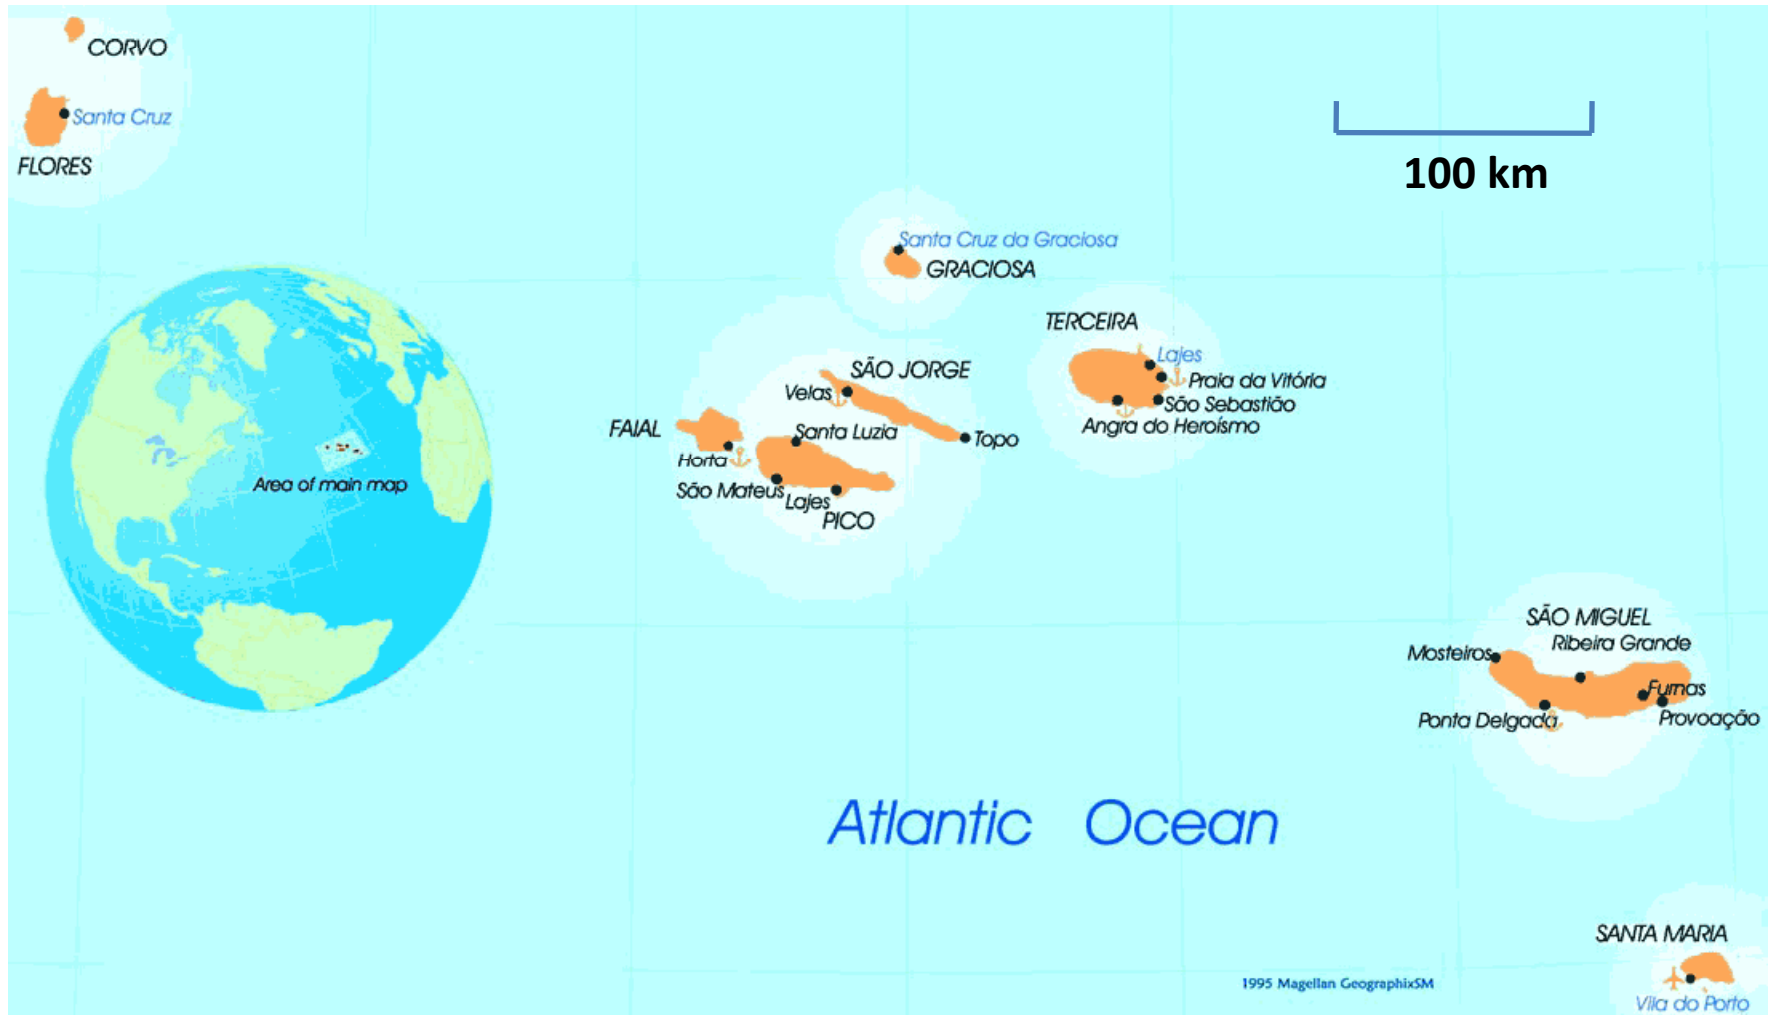 CORVO
Santa Cruz
FLORES
100 km
Santa Cruz da Graciosa
GRACIOSA
TERCEIRA
Lajes
Praia da Vitória
São Sebastião
Angra do Heroísmo
SÃO JORGE
Velas
Topo
FAIAL
Horta
Santa Luzia
São Mateus
Lajes
PICO
Area of main map
SÃO MIGUEL
Ribeira Grande
Mosteiros
Furnas
Ponta Delgada
Provoação
Atlantic Ocean
SANTA MARIA
1995 Magellan GeographixSM
Vila do Porto